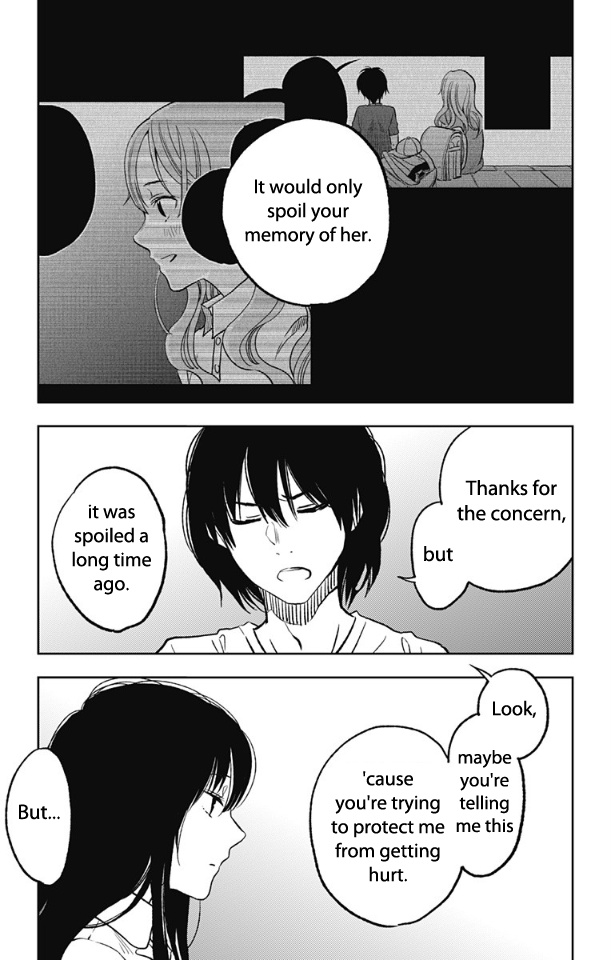 It would only
spoil your
memory of her.
Thanks for
the concern,
but
it was
spoiled a
long time
ago.
Look,
maybe
you're
telling
me this
'cause
you're trying
to protect me
from getting
hurt.
But...